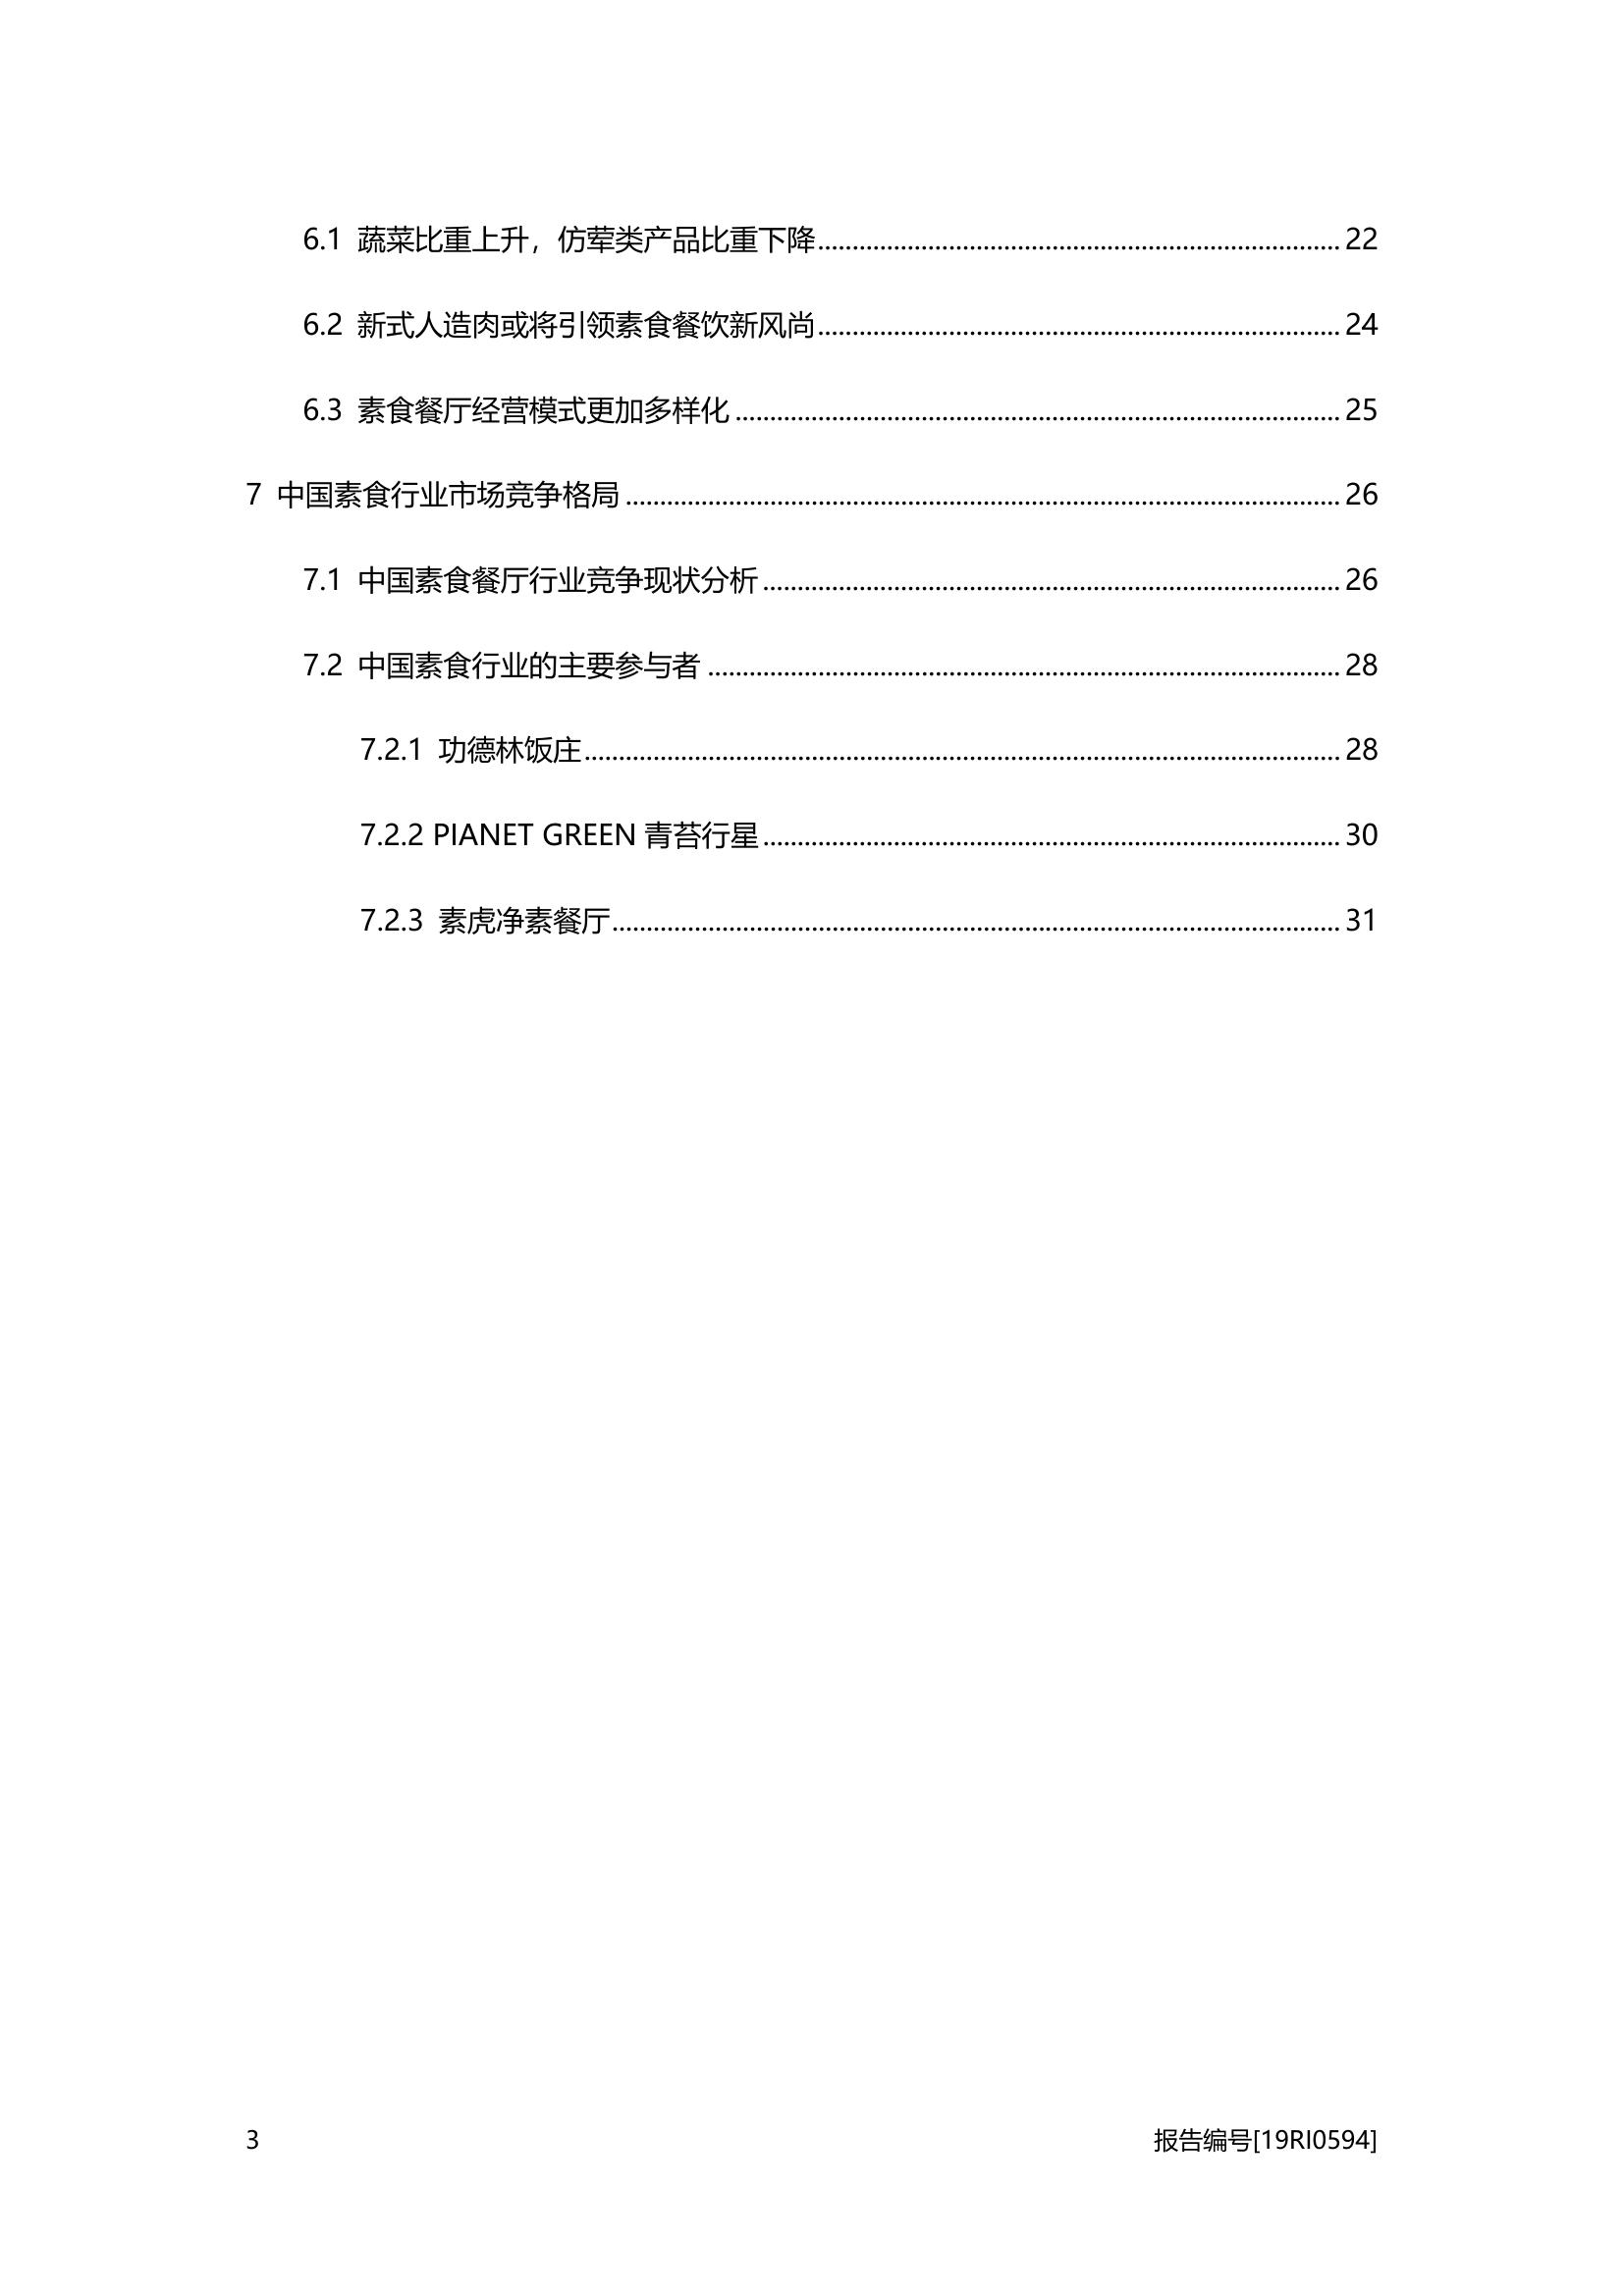 6.1 蔬菜比重上升，仿荤类产品比重下降........................................ 22
6.2 新式人造肉或将引领素食餐饮新风尚........................................ 24
6.3 素食餐厅经营模式更加多样化........................................ 25
7 中国素食行业市场竞争格局........................................ 26
7.1 中国素食餐厅行业竞争现状分析........................................ 26
7.2 中国素食行业的主要参与者........................................ 28
7.2.1 功德林饭庄........................................ 28
7.2.2 PIANET GREEN 青苔行星........................................ 30
7.2.3 素虎净素餐厅........................................ 31
3 报告编号[19RI0594]